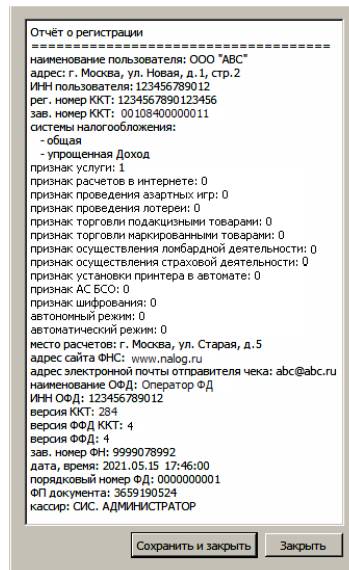 Отчёт о регистрации
=====================================
наименование пользователя: ООО "АВС"
адрес: г. Москва, ул. Новая, д.1, стр.2
ИНН пользователя: 123456789012
рег. номер ККТ: 1234567890123456
зав. номер ККТ: 00108400000011
системы налогообложения:
- общая
- упрощенная Доход
признак услуги: 1
признак расчетов в интернете: 0
признак проведения азартных игр: 0
признак проведения лотереи: 0
признак торговли подакцизными товарами: 0
признак торговли маркированными товарами: 0
признак осуществления ломбардной деятельности: 0
признак осуществления страховой деятельности: 0
признак установки принтера в автомате: 0
признак АС БСО: 0
признак шифрования: 0
автономный режим: 0
автоматический режим: 0
место расчетов: г. Москва, ул. Старая, д.5
адрес сайта ФНС: www.nalog.ru
адрес электронной почты отправителя чека: abc@abc.ru
наименование ОФД: Оператор ФД
ИНН ОФД: 123456789012
версия ККТ: 284
версия ФФД ККТ: 4
версия ФФД: 4
зав. номер ФН: 9999078992
дата, время: 2021.05.15 17:46:00
порядковый номер ФД: 0000000001
ФП документа: 3659190524
кассир: СИС. АДМИНИСТРАТОР
Сохранить и закрыть Закрыть